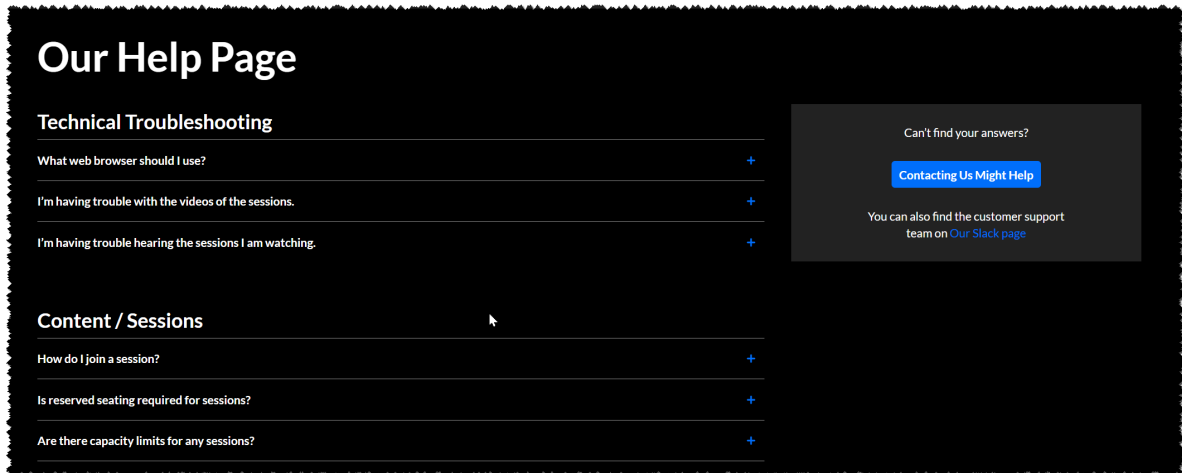 Our Help Page
Technical Troubleshooting
What web browser should I use?
I'm having trouble with the videos of the sessions.
I'm having trouble hearing the sessions I am watching.
Content / Sessions
How do I join a session?
Is reserved seating required for sessions?
Are there capacity limits for any sessions?
Can't find your answers?
Contacting Us Might Help
You can also find the customer support
team on Our Slack page